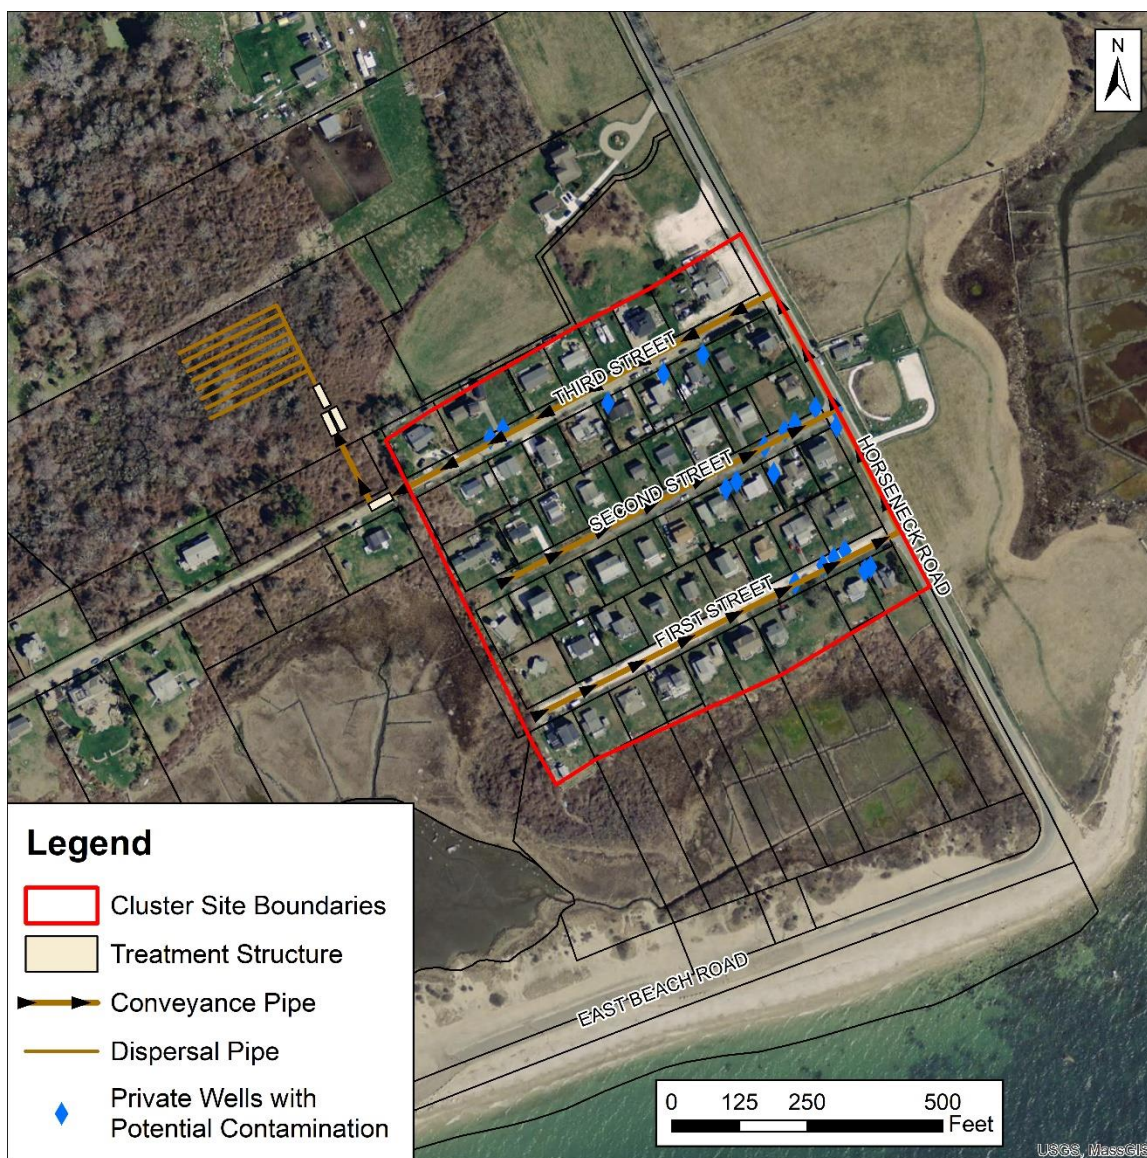 N
THIRD STREET
SECOND STREET
HORSENECK ROAD
FIRST STREET
EAST BEACH ROAD
Legend
Cluster Site Boundaries
Treatment Structure
Conveyance Pipe
Dispersal Pipe
Private Wells with
Potential Contamination
0 125 250 500
Feet
USGS, MassGIS